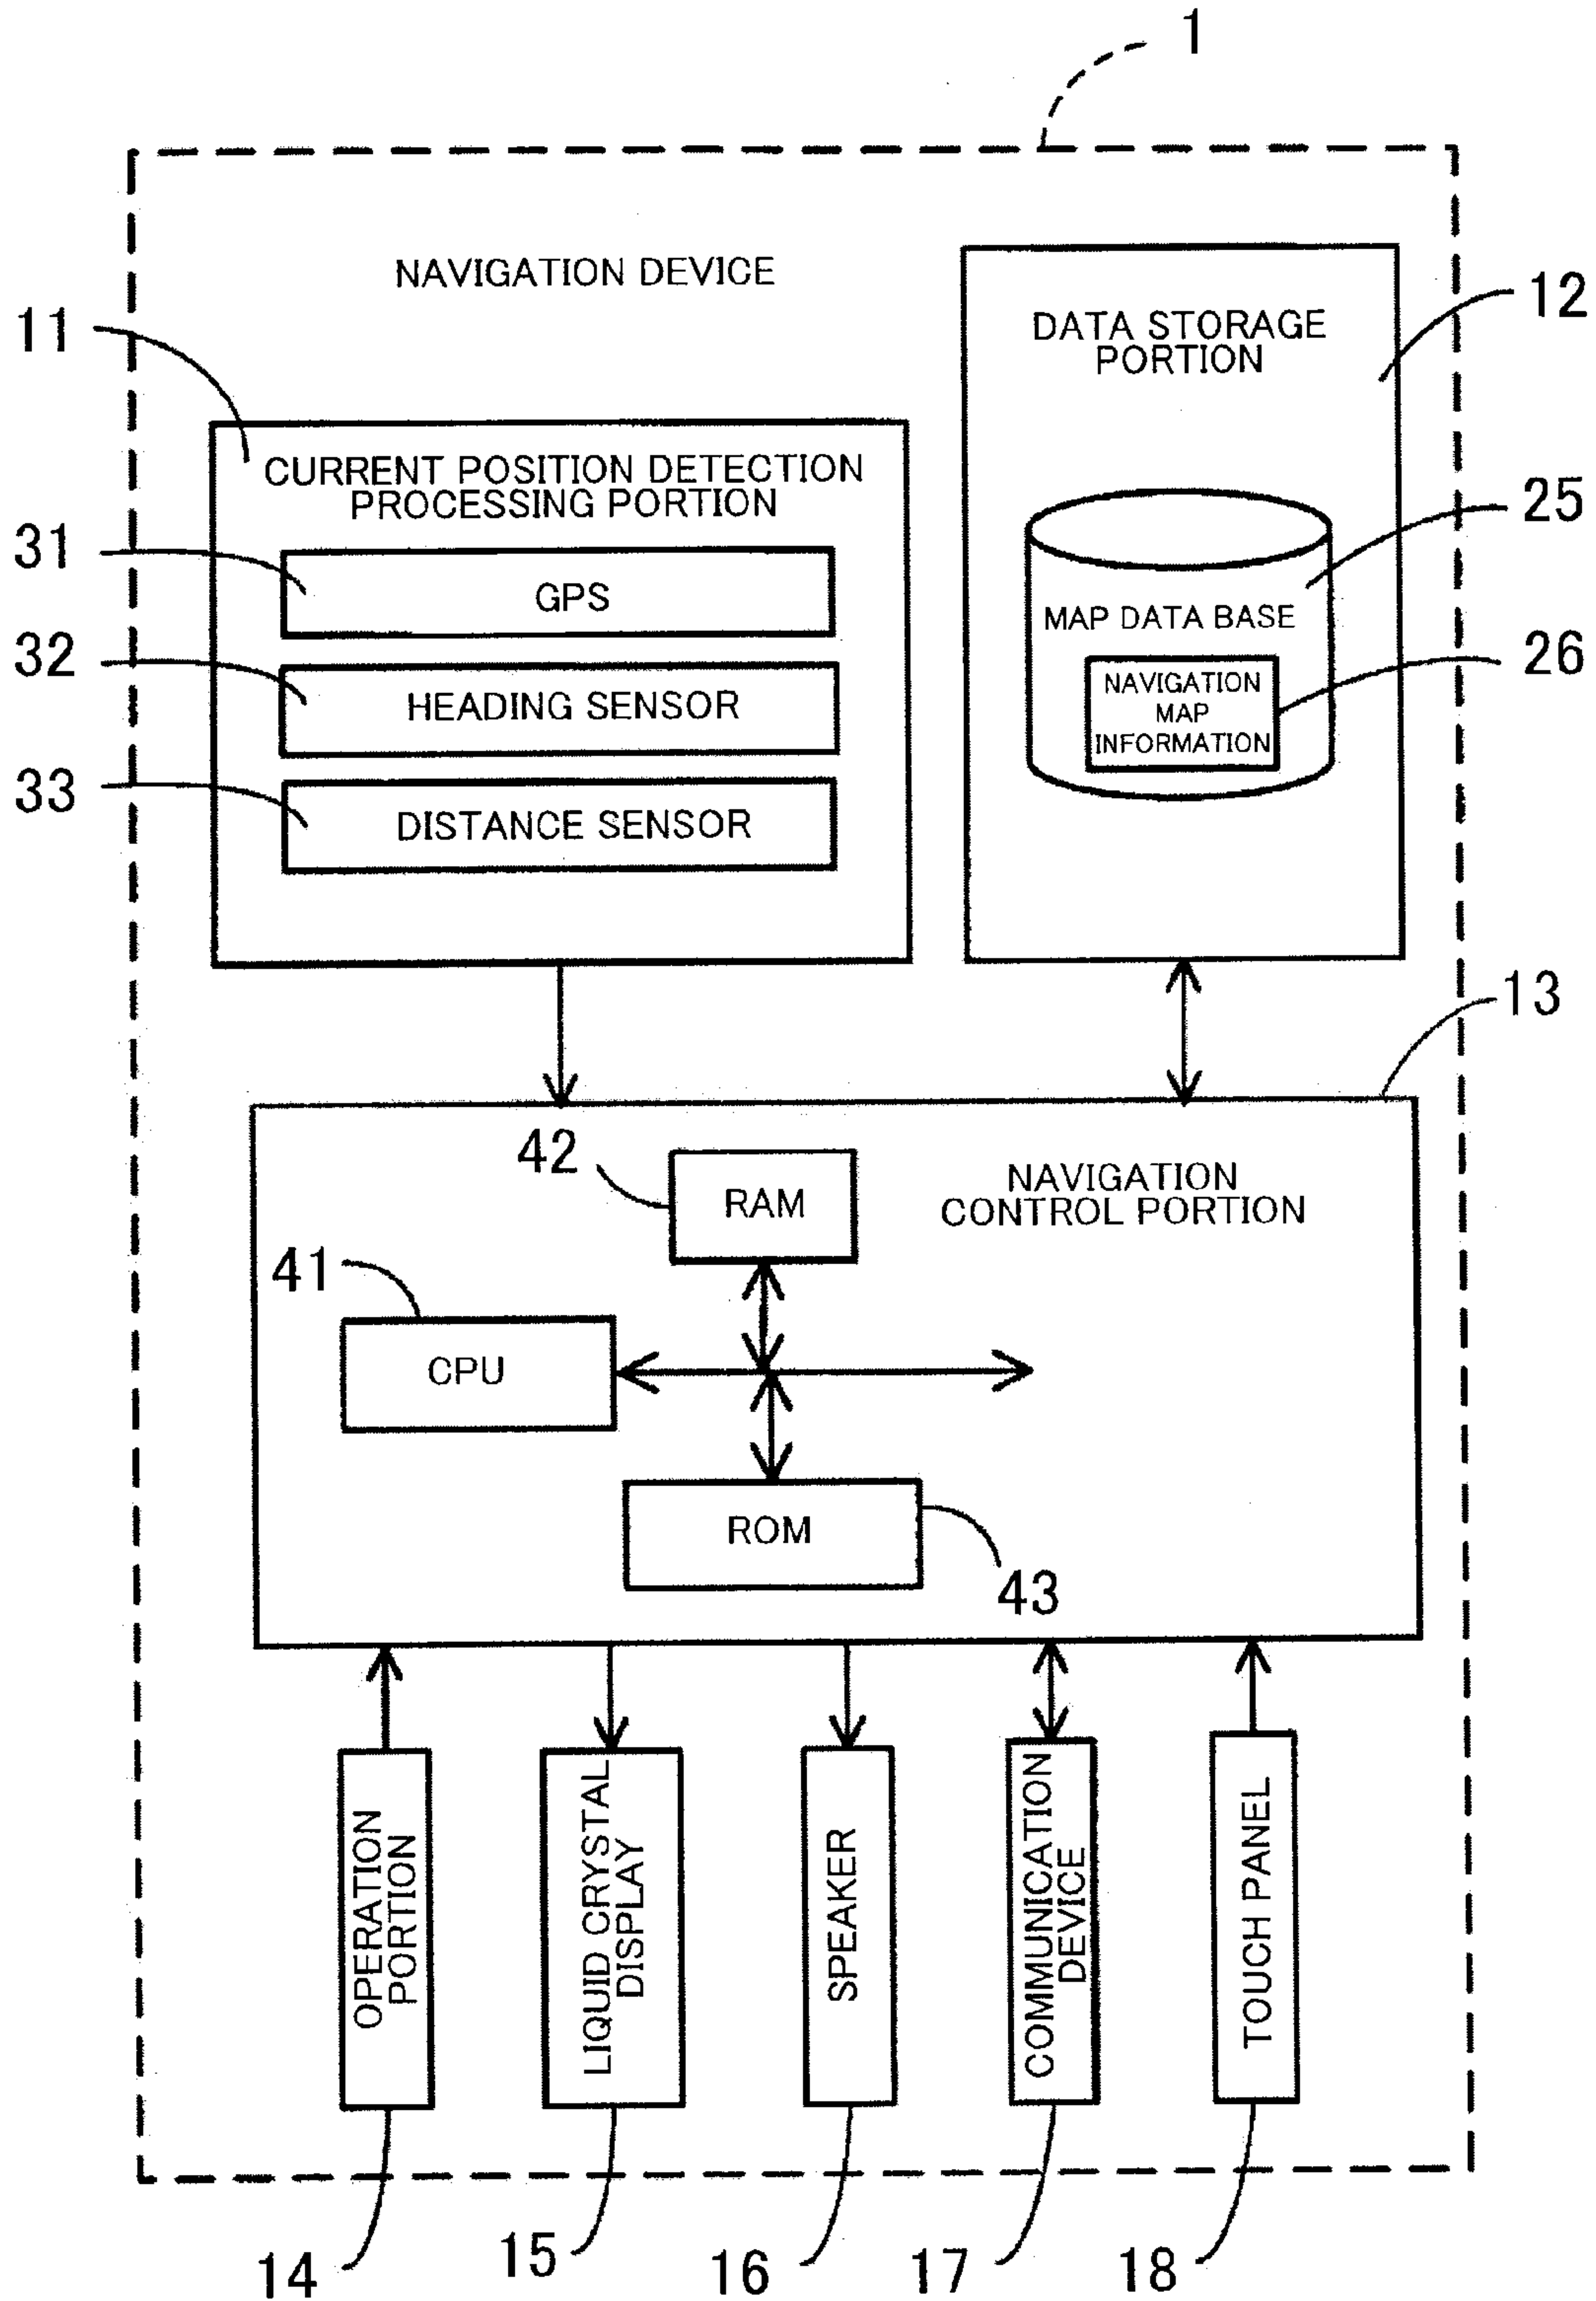 1
NAVIGATION DEVICE
11
12
DATA STORAGE
PORTION
CURRENT POSITION DETECTION
PROCESSING PORTION
31
GPS
32
HEADING SENSOR
33
DISTANCE SENSOR
25
MAP DATA BASE
26
NAVIGATION
MAP
INFORMATION
13
42
RAM
NAVIGATION
CONTROL PORTION
41
CPU
ROM
43
OPERATION
PORTION
LIQUID CRYSTAL
DISPLAY
SPEAKER
COMMUNICATION
DEVICE
TOUCH PANEL
14
15
16
17
18